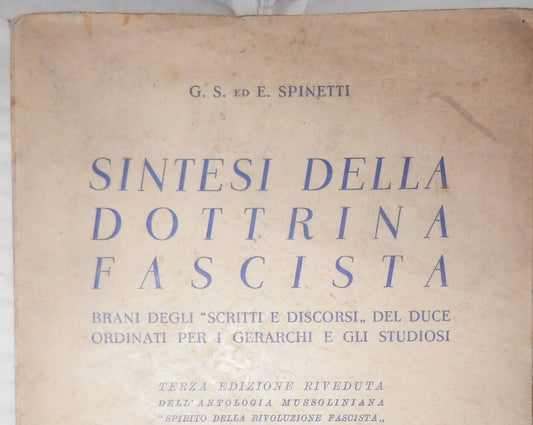 G. S. ED E. SPINETTI
SINTESI DELLA
DOTTRINA
FASCISTA
BRANI DEGLI "SCRITTI E DISCORSI„ DEL DUCE
ORDINATI PER I GERARCHI E GLI STUDIOSI
TERZA EDIZIONE RIVEDUTA
DELL'ANTOLOGIA MUSSOLINIANA
"SPIRITO DELLA RIVOLUZIONE FASCISTA„